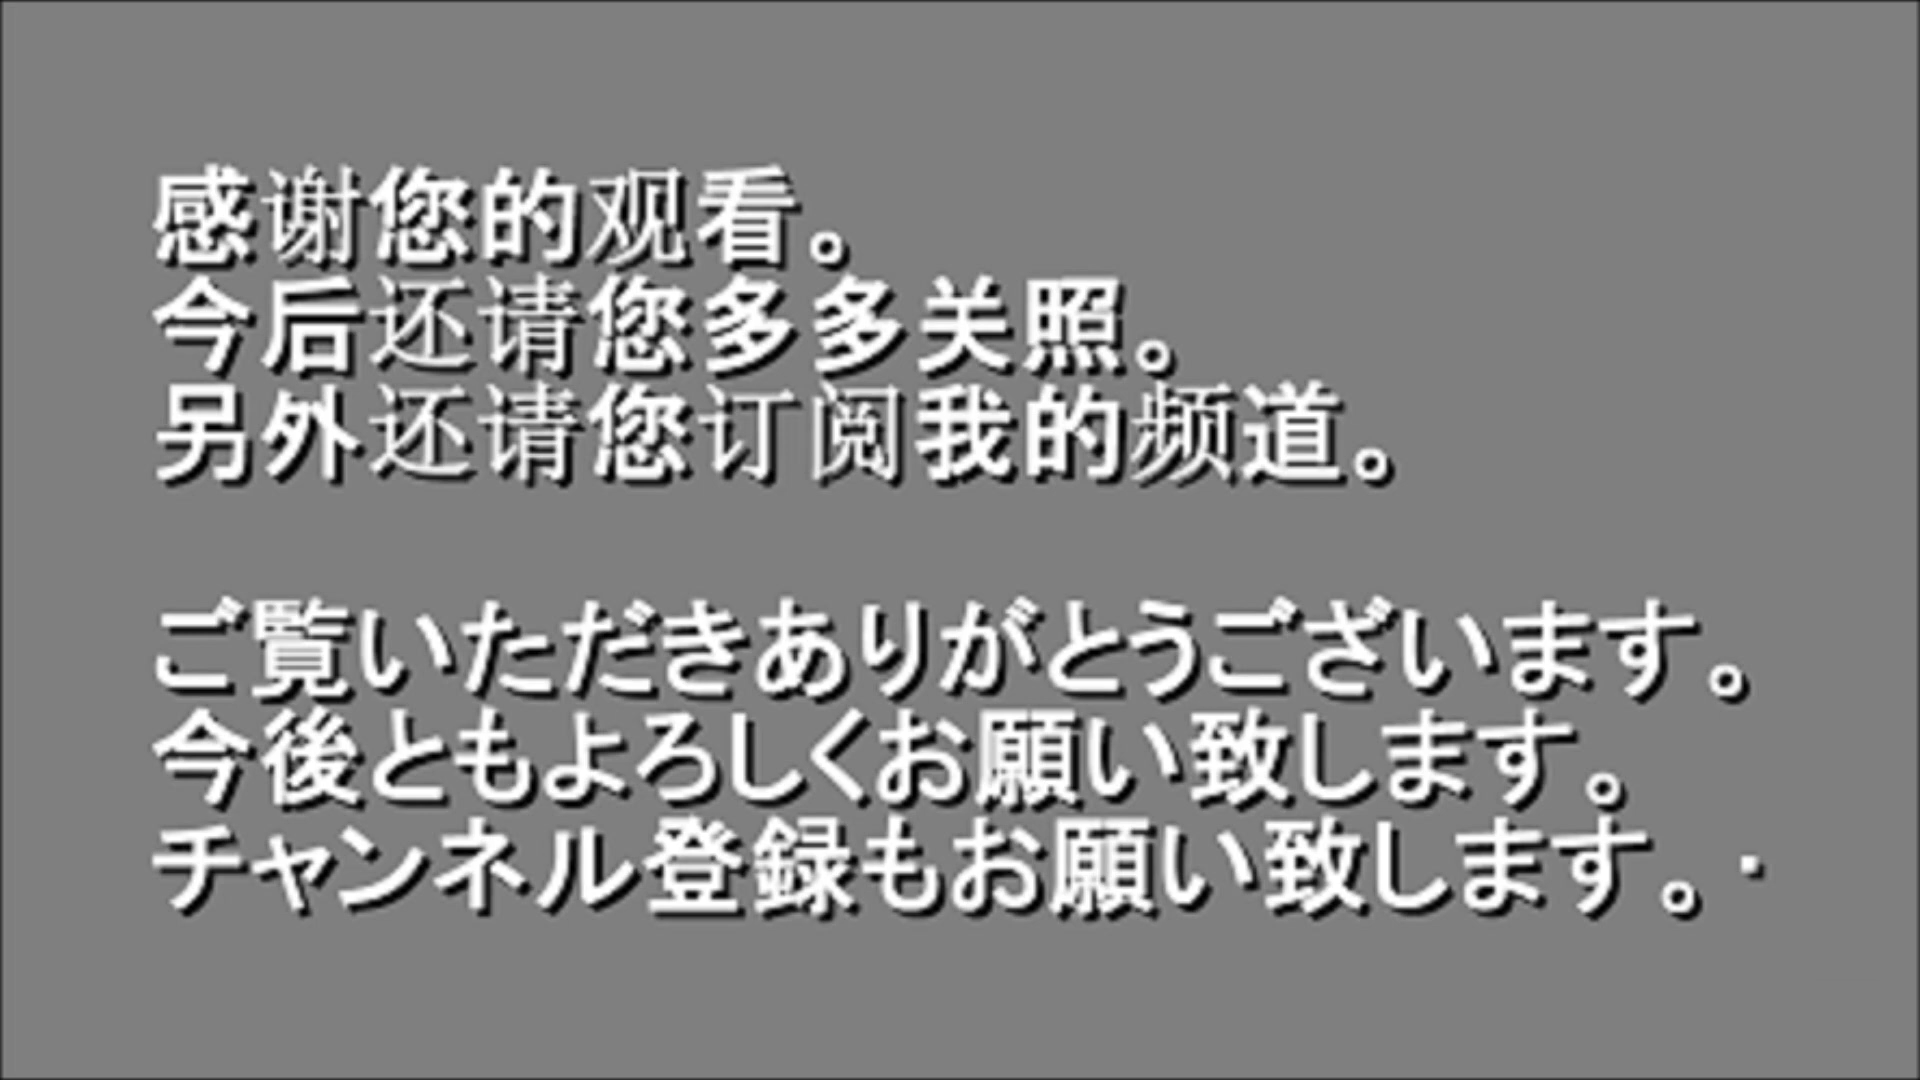 感谢您的观看。
今后还请您多多关照。
另外还请您订阅我的频道。
ご覧いただきありがとうございます。
今後ともよろしくお願い致します。
チャンネル登録もお願い致します。・